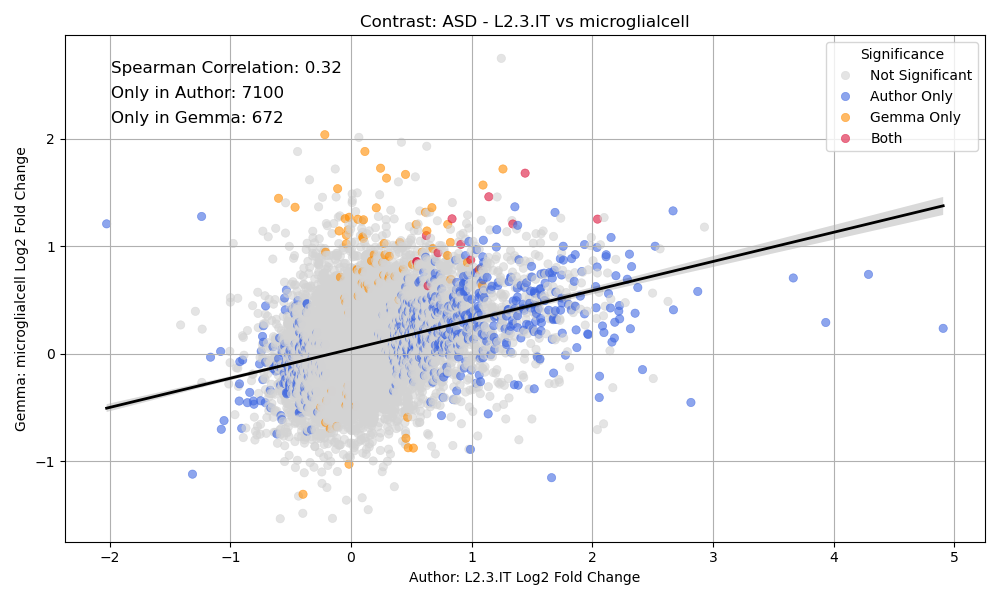 Contrast: ASD - L2.3.IT vs microglialcell
Spearman Correlation: 0.32
Only in Author: 7100
Only in Gemma: 672
Significance
Not Significant
Author Only
Gemma Only
Both
Gemma: microglialcell Log2 Fold Change
2
1
0
−1
−2
−1
0
1
2
3
4
5
Author: L2.3.IT Log2 Fold Change